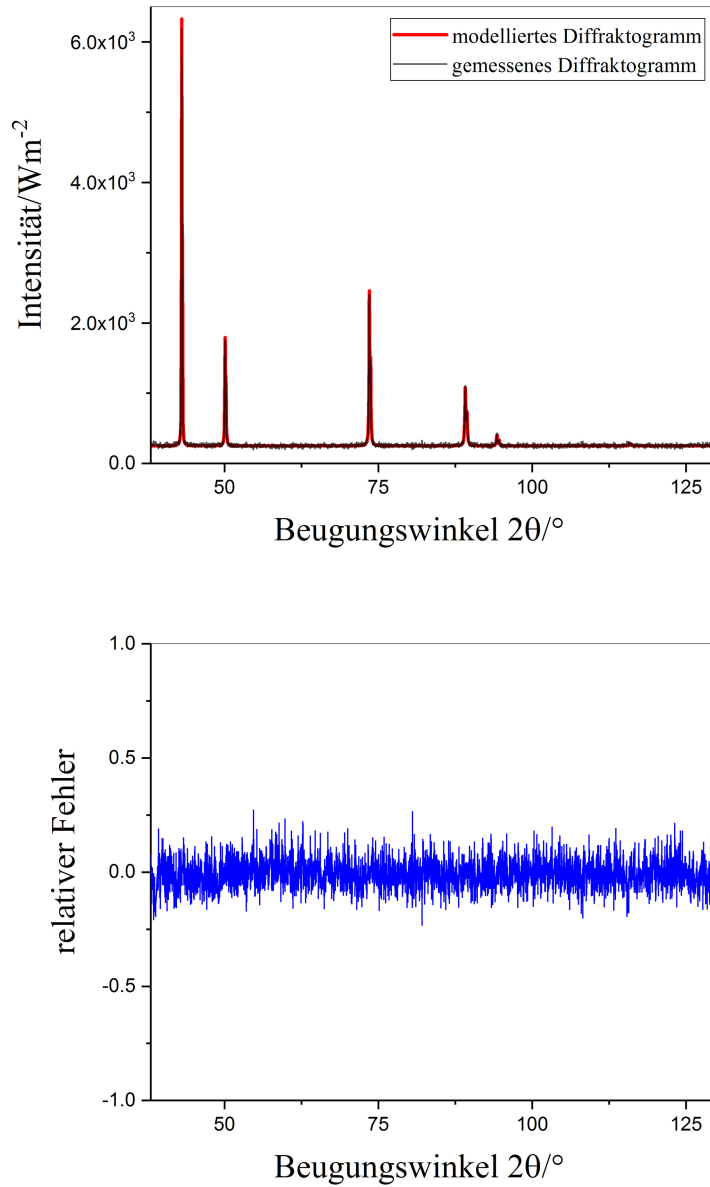 modelliertes Diffraktogramm
gemessenes Diffraktogramm
6.0x10³
4.0x10³
2.0x10³
0.0
Intensität/Wm⁻²
50
75
100
125
Beugungswinkel 2θ/°
1.0
0.5
0.0
-0.5
-1.0
relativer Fehler
50
75
100
125
Beugungswinkel 2θ/°